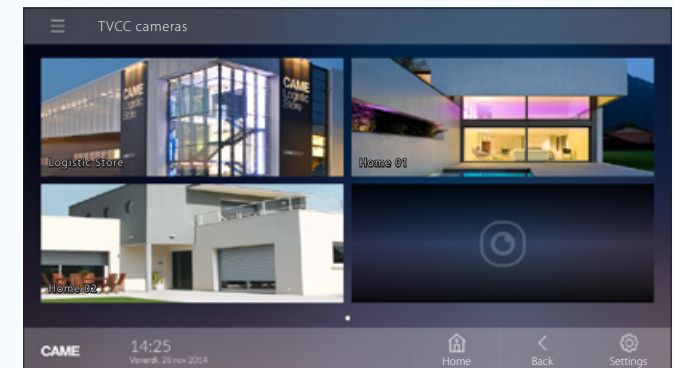 TVCC cameras
CAME
Logistic
Store
CAME
Logistic
Store
Logistic Store
Home 01
Home 02
CAME
14:25
Venerdì, 28 nov 2014
Home
Back
Settings